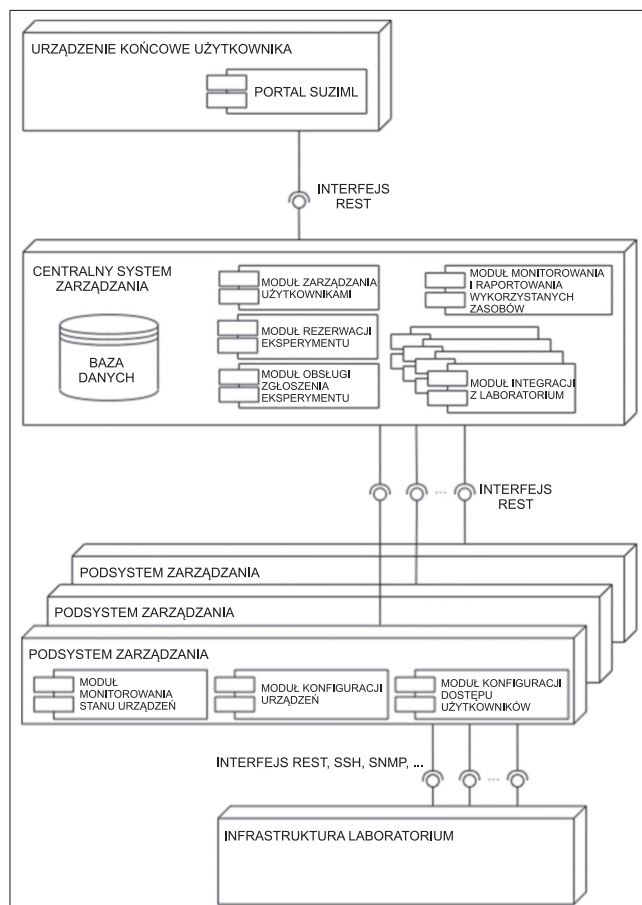 URZĄDZENIE KOŃCOWE UŻYTKOWNIKA
PORTAL SUZIML
INTERFEJS
REST
CENTRALNY SYSTEM
ZARZĄDZANIA
BAZA
DANYCH
MODUŁ ZARZĄDZANIA
UŻYTKOWNIKAMI
MODUŁ REZERWACJI
EKSPERYMENTU
MODUŁ OBSŁUGI
ZGŁOSZENIA
EKSPERYMENTU
MODUŁ MONITOROWANIA
I RAPORTOWANIA
WYKORZYSTANYCH
ZASOBÓW
MODUŁ INTEGRACJI
Z LABORATORIUM
...
INTERFEJS
REST
PODSYSTEM ZARZĄDZANIA
PODSYSTEM ZARZĄDZANIA
PODSYSTEM ZARZĄDZANIA
MODUŁ
MONITOROWANIA
STANU URZĄDZEŃ
MODUŁ KONFIGURACJI
URZĄDZEŃ
MODUŁ KONFIGURACJI
DOSTĘPU
UŻYTKOWNIKÓW
INTERFEJS REST, SSH, SNMP, ...
...
INFRASTRUKTURA LABORATORIUM